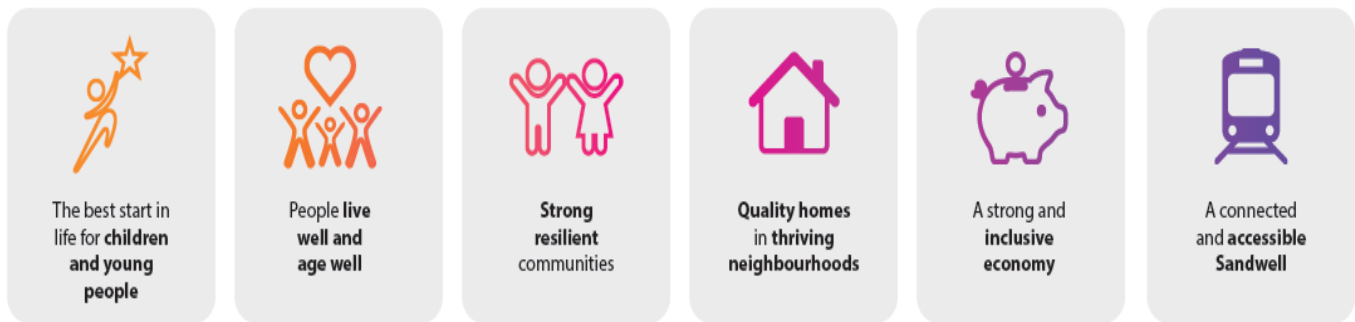 The best start in
life for children
and young
people
People live
well and
age well
Strong
resilient
communities
Quality homes
in thriving
neighbourhoods
A strong and
inclusive
economy
A connected
and accessible
Sandwell